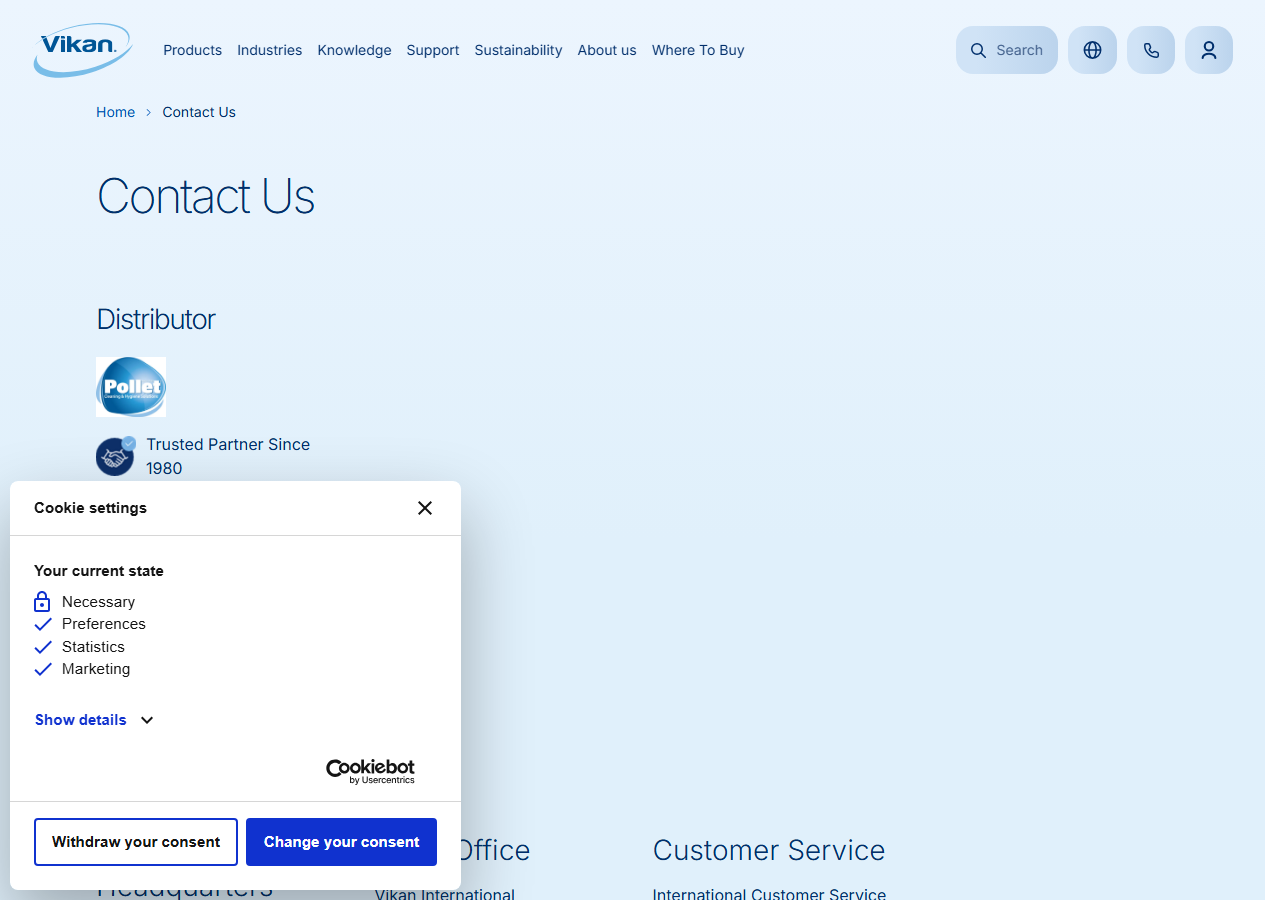 Vikan.
Products Industries Knowledge Support Sustainability About us Where To Buy
Search
Home Contact Us
Contact Us
Distributor
Pollet
Trusted Partner Since
1980
Cookie settings
Your current state
Necessary
Preferences
Statistics
Marketing
Show details
Cookiebot
by Usercentrics
Withdraw your consent Change your consent
Office
Customer Service
Headquarters
Vikan International
International Customer Service